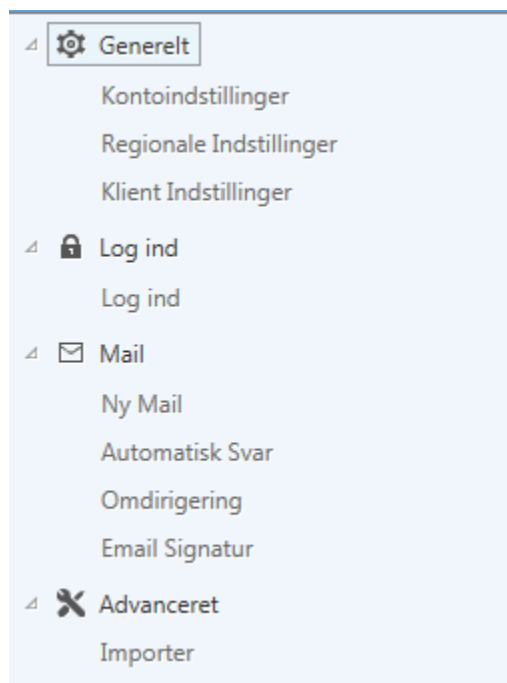 Generelt
Kontoindstillinger
Regionale Indstillinger
Klient Indstillinger
Log ind
Log ind
Mail
Ny Mail
Automatisk Svar
Omdirigering
Email Signatur
Advanceret
Importer